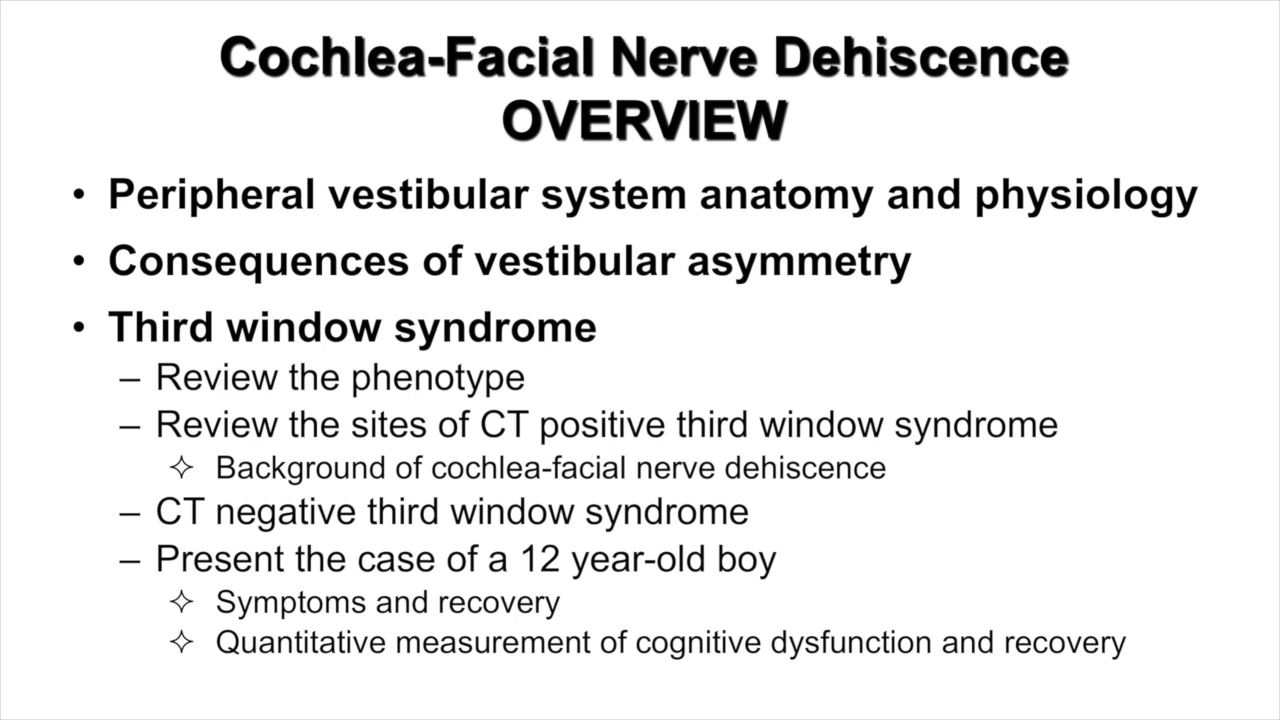 Cochlea-Facial Nerve Dehiscence
OVERVIEW
• Peripheral vestibular system anatomy and physiology
• Consequences of vestibular asymmetry
• Third window syndrome
– Review the phenotype
– Review the sites of CT positive third window syndrome
✧ Background of cochlea-facial nerve dehiscence
– CT negative third window syndrome
– Present the case of a 12 year-old boy
✧ Symptoms and recovery
✧ Quantitative measurement of cognitive dysfunction and recovery